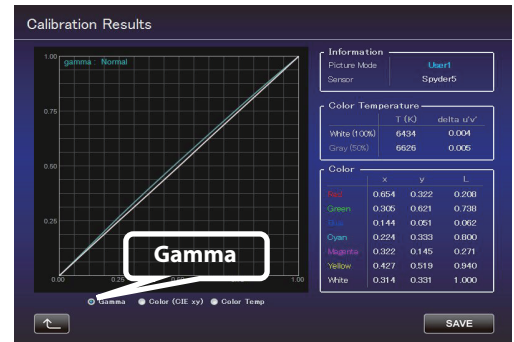 Calibration Results
gamma : Normal
1.00
0.75
0.50
0.25
0.00 0.25 0.50 1.00
Gamma
Gamma Color (CIE xy) Color Temp
Information
Picture Mode User1
Sensor Spyder5
Color Temperature
T (K) delta u'v'
White (100%) 6434 0.004
Gray (50%) 6626 0.005
Color
x y L
Red 0.654 0.322 0.208
Green 0.305 0.621 0.738
Blue 0.144 0.051 0.062
Cyan 0.224 0.333 0.800
Magenta 0.322 0.145 0.271
Yellow 0.427 0.519 0.940
White 0.314 0.331 1.000
SAVE